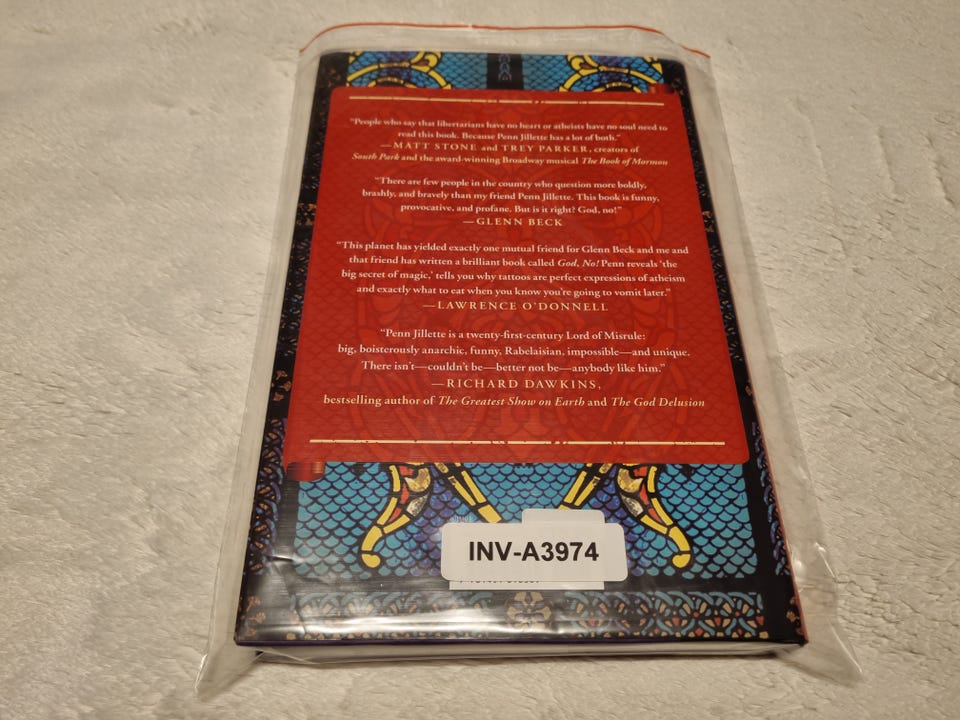 “People who say that libertarians have no heart or atheists have no soul need to
read this book. Because Penn Jillette has a lot of both.”
—MATT STONE and TREY PARKER, creators of
South Park and the award-winning Broadway musical The Book of Mormon
“There are few people in the country who question more boldly,
brashly, and bravely than my friend Penn Jillette. This book is funny,
provocative, and profane. But is it right? God, no!”
—GLENN BECK
“This planet has yielded exactly one mutual friend for Glenn Beck and me and
that friend has written a brilliant book called God, No! Penn reveals ‘the
big secret of magic,’ tells you why tattoos are perfect expressions of atheism
and exactly what to eat when you know you’re going to vomit later.”
—LAWRENCE O’DONNELL
“Penn Jillette is a twenty-first-century Lord of Misrule:
big, boisterously anarchic, funny, Rabelaisian, impossible—and unique.
There isn’t—couldn’t be—better not be—anybody like him.”
—RICHARD DAWKINS,
bestselling author of The Greatest Show on Earth and The God Delusion
INV-A3974